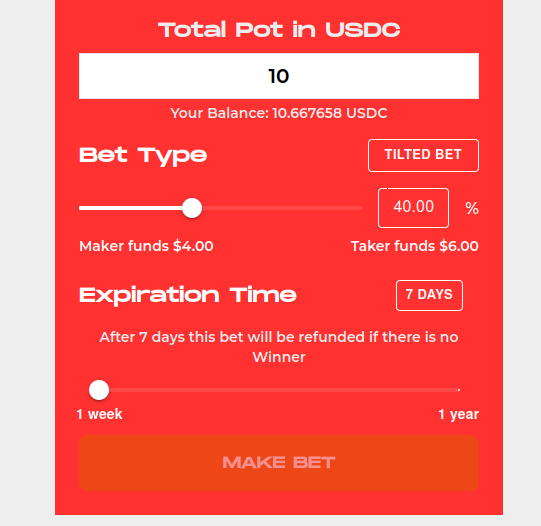 Total Pot in USDC
10
Your Balance: 10.667658 USDC
Bet Type TILTED BET
40.00 %
Maker funds $4.00 Taker funds $6.00
Expiration Time 7 DAYS
After 7 days this bet will be refunded if there is no
Winner
1 week 1 year
MAKE BET